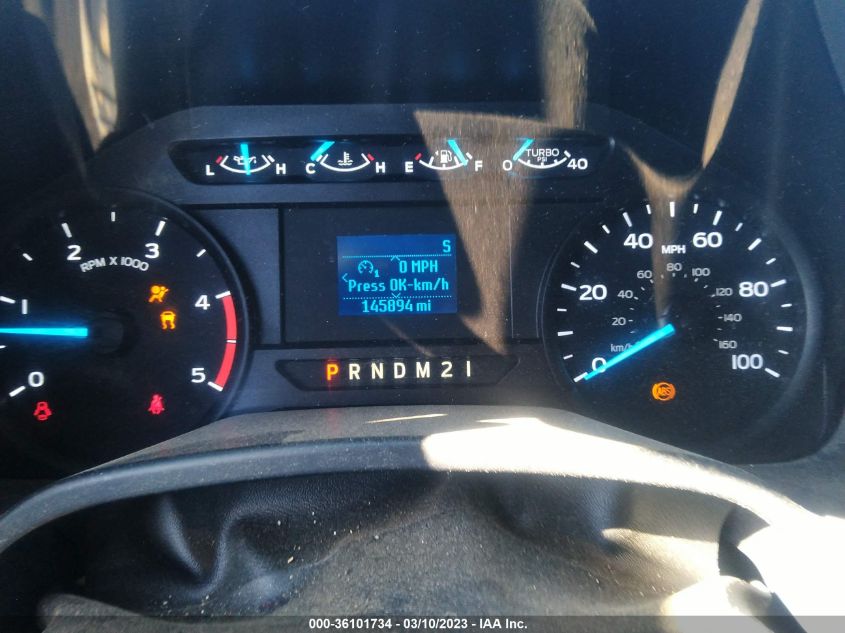 L H C H E F O TURBO PSI 40
0 1 2 3 4 5
RPM X 1000
S
1 0 MPH
Press OK-km/h
145894 mi
P R N D M 2 1
0 20 40 60 80 100
MPH
20 40 60 80 100 120 140 160
km/h
ABS
000-36101734 - 03/10/2023 - IAA Inc.